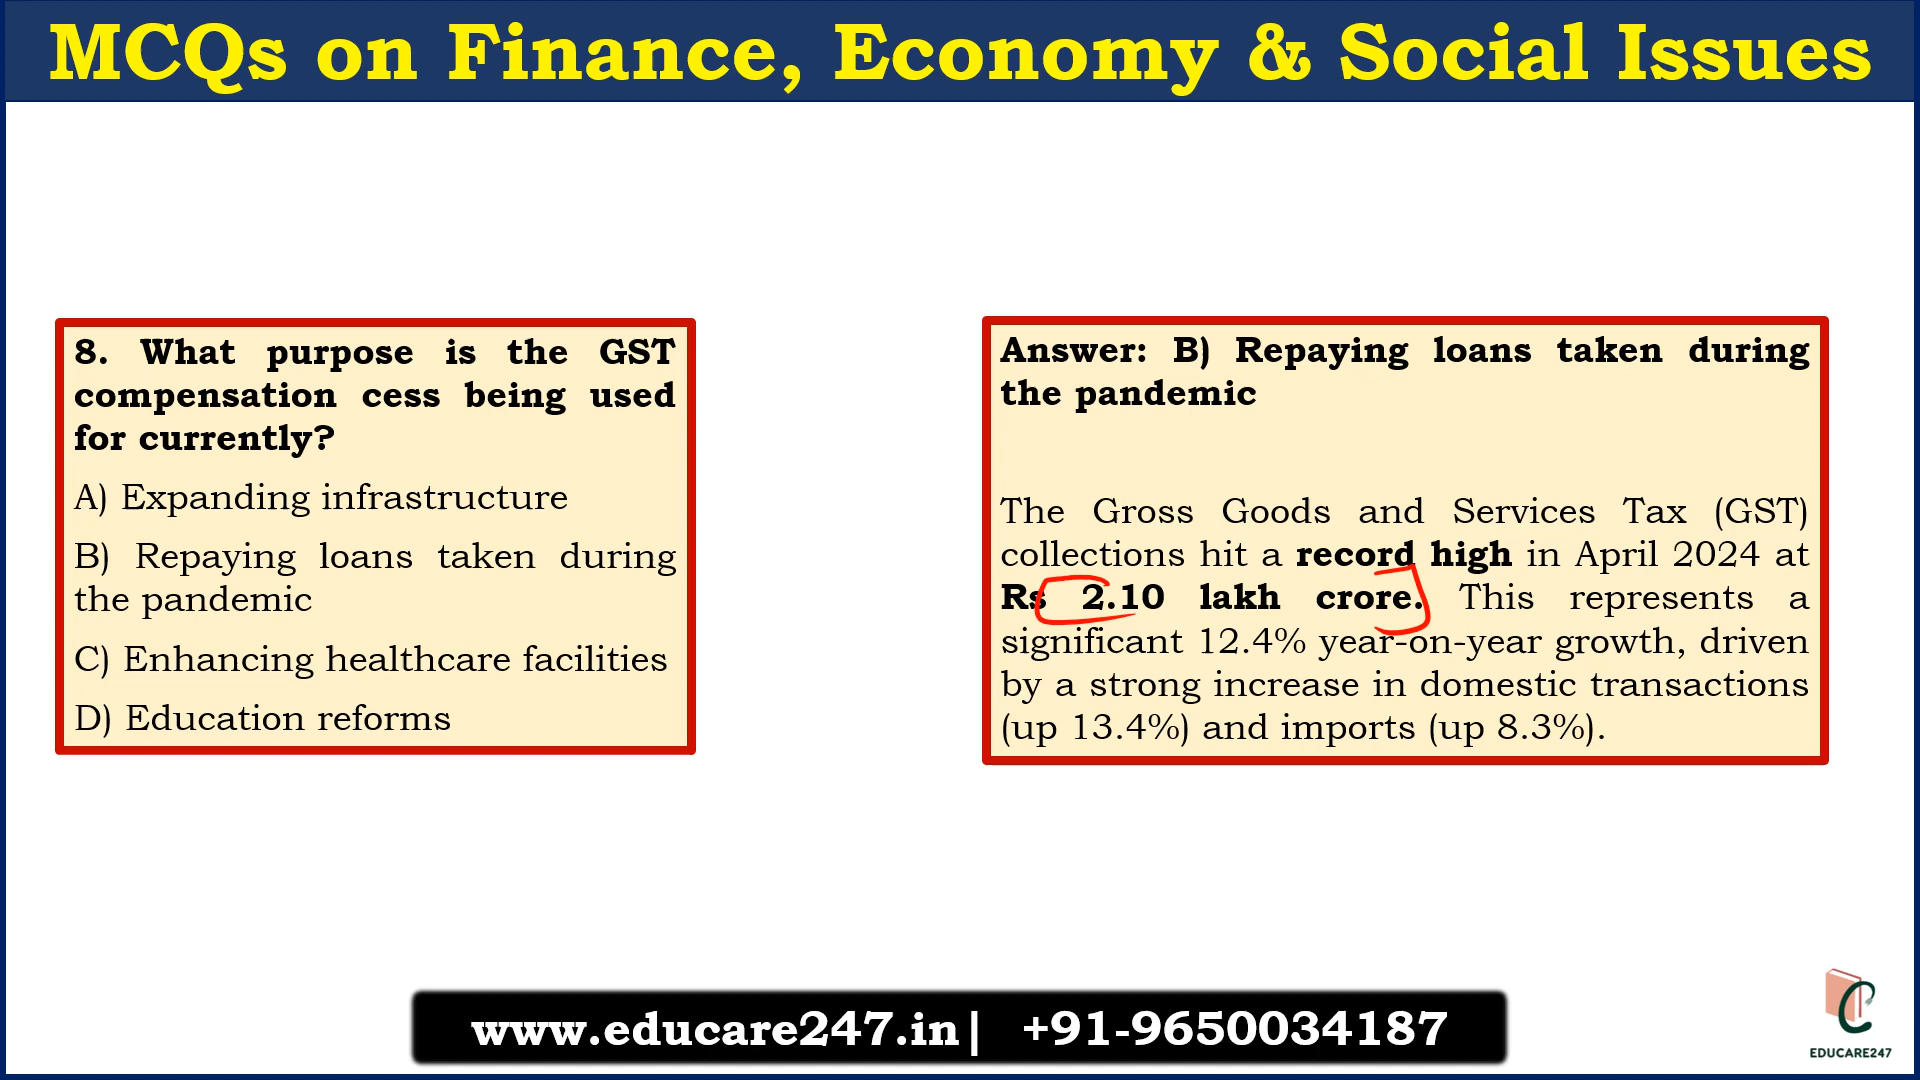 MCQs on Finance, Economy & Social Issues
8. What purpose is the GST
compensation cess being used
for currently?
A) Expanding infrastructure
B) Repaying loans taken during
the pandemic
C) Enhancing healthcare facilities
D) Education reforms
Answer: B) Repaying loans taken during
the pandemic
The Gross Goods and Services Tax (GST)
collections hit a record high in April 2024 at
Rs 2.10 lakh crore. This represents a
significant 12.4% year-on-year growth, driven
by a strong increase in domestic transactions
(up 13.4%) and imports (up 8.3%).
www.educare247.in| +91-9650034187
EDUCARE247